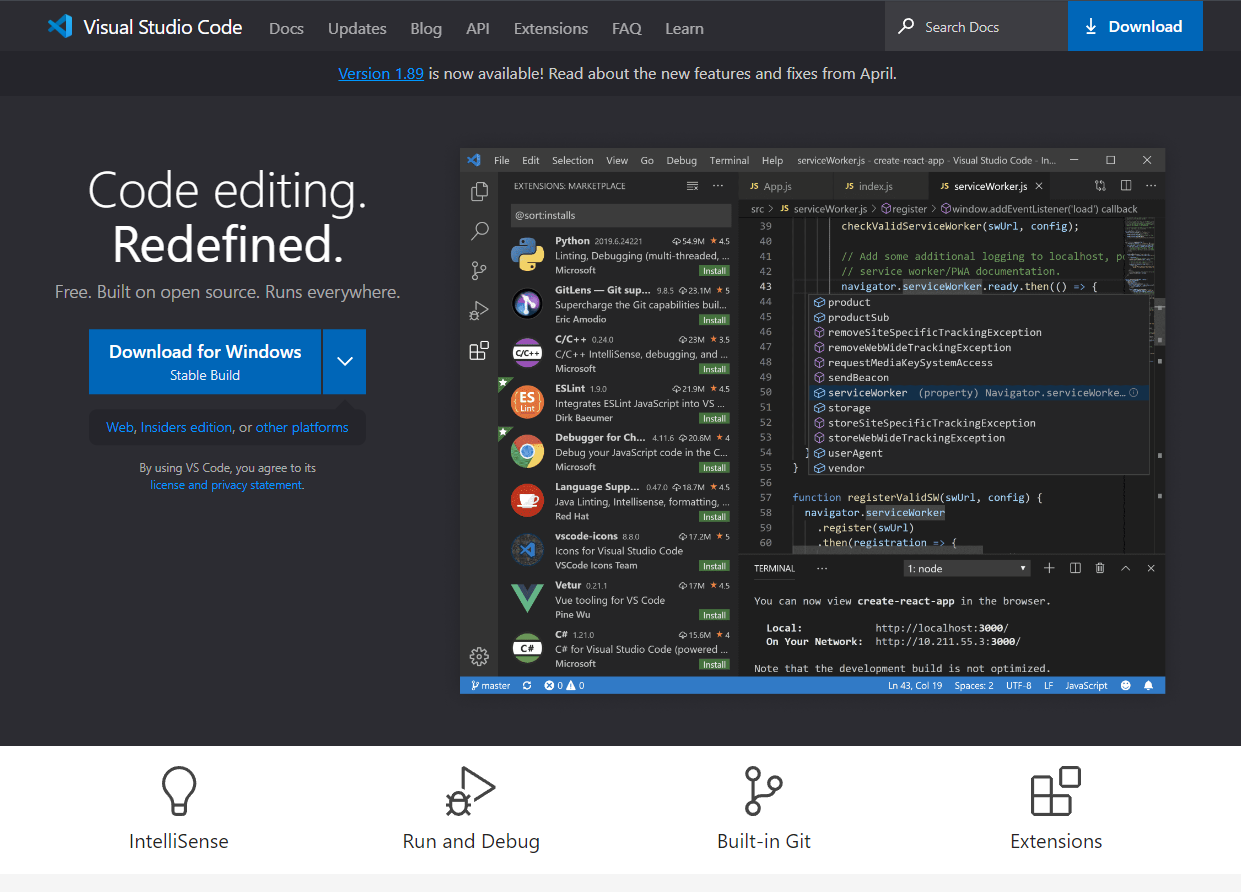 Visual Studio Code Docs Updates Blog API Extensions FAQ Learn Search Docs Download
Version 1.89 is now available! Read about the new features and fixes from April.
Code editing.
Redefined.
Free. Built on open source. Runs everywhere.
Download for Windows
Stable Build
Web, Insiders edition, or other platforms
By using VS Code, you agree to its
license and privacy statement.
File Edit Selection View Go Debug Terminal Help serviceWorker.js - create-react-app - Visual Studio Code - In...
EXTENSIONS: MARKETPLACE
@sort:installs
Python 2019.6.24221 54.9M 4.5
Linting, Debugging (multi-threaded, ...
Microsoft Install
GitLens — Git sup... 9.8.5 23.1M 5
Supercharge the Git capabilities buil...
Eric Amodio Install
C/C++ 0.24.0 23M 3.5
C/C++ IntelliSense, debugging, and ...
Microsoft Install
C/C++
ESLint 1.9.0 21.9M 4.5
Integrates ESLint JavaScript into VS ...
Dirk Baeumer Install
ES
Lint
Debugger for Ch... 4.11.6 20.6M 4
Debug your JavaScript code in the C...
Microsoft Install
Language Supp... 0.47.0 18.7M 4.5
Java Linting, Intellisense, formatting, ...
Red Hat Install
vscode-icons 8.8.0 17.2M 5
Icons for Visual Studio Code
VSCode Icons Team Install
Vetur 0.21.1 17M 4.5
Vue tooling for VS Code
Pine Wu Install
C# 1.21.0 15.6M 4
C# for Visual Studio Code (powered ...
Microsoft Install
C#
JS App.js JS index.js JS serviceWorker.js
src > JS serviceWorker.js > register > window.addEventListener('load') callback
39 checkValidServiceWorker(swUrl, config);
40
41 // Add some additional logging to localhost, po
42 // service worker/PWA documentation.
43 navigator.serviceWorker.ready.then(() => {
44 product
45 productSub
46 removeSiteSpecificTrackingException
47 removeWebWideTrackingException
48 requestMediaKeySystemAccess
49 sendBeacon
50 serviceWorker (property) Navigator.serviceWorke...
51 storage
52 storeSiteSpecificTrackingException
53 storeWebWideTrackingException
54 } userAgent
55 } vendor
56
57 function registerValidSW(swUrl, config) {
58 navigator.serviceWorker
59 .register(swUrl)
60 .then(registration => {
TERMINAL ... 1: node
You can now view create-react-app in the browser.
Local: http://localhost:3000/
On Your Network: http://10.211.55.3:3000/
Note that the development build is not optimized.
master 0 0 Ln 43, Col 19 Spaces: 2 UTF-8 LF JavaScript
IntelliSense Run and Debug Built-in Git Extensions